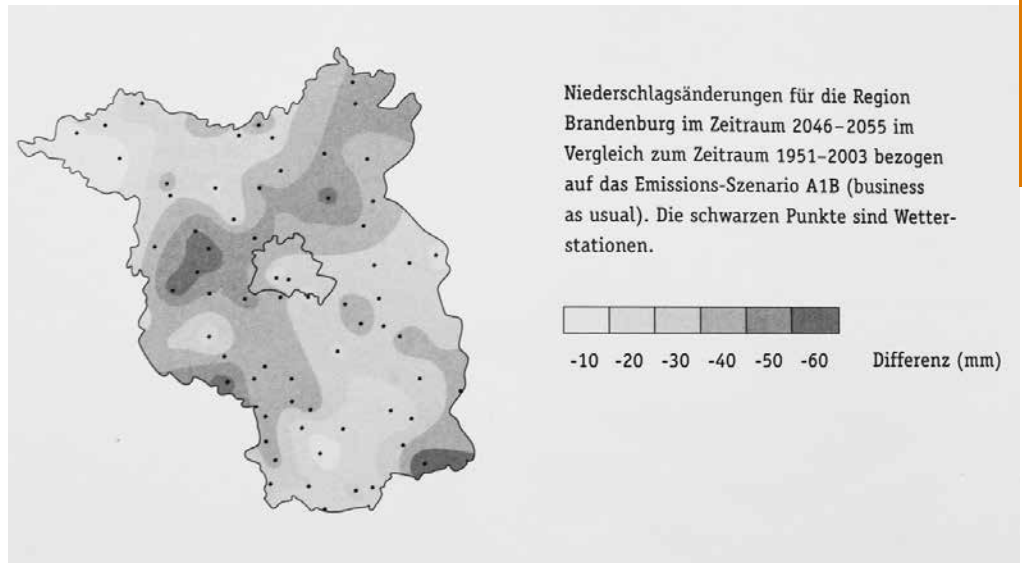 Niederschlagsänderungen für die Region
Brandenburg im Zeitraum 2046–2055 im
Vergleich zum Zeitraum 1951–2003 bezogen
auf das Emissions-Szenario A1B (business
as usual). Die schwarzen Punkte sind Wetter-
stationen.
-10 -20 -30 -40 -50 -60 Differenz (mm)